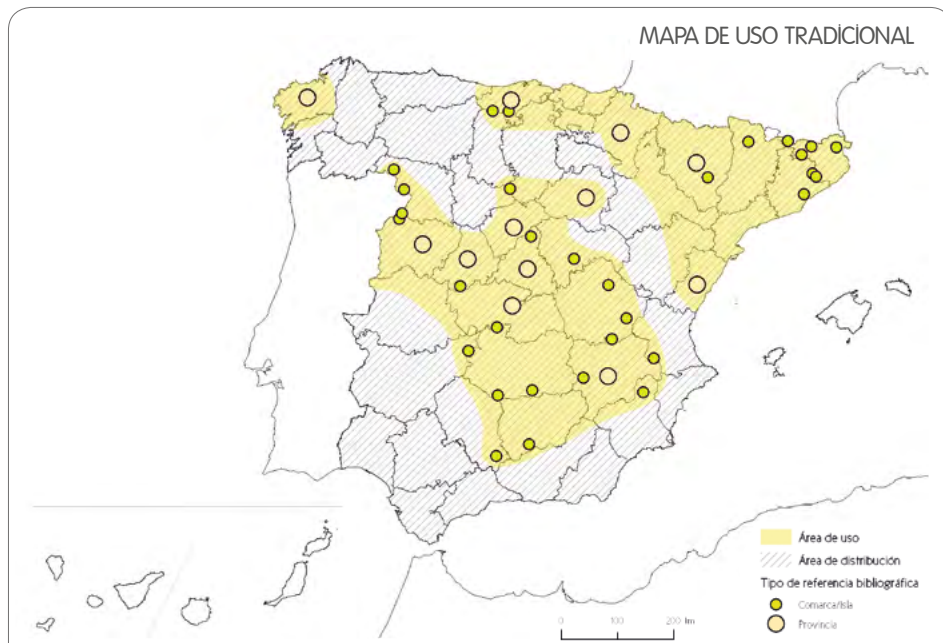 MAPA DE USO TRADICIONAL
Área de uso
Área de distribución
Tipo de referencia bibliográfica
Comarca/Isla
Provincia
0 100 200 km